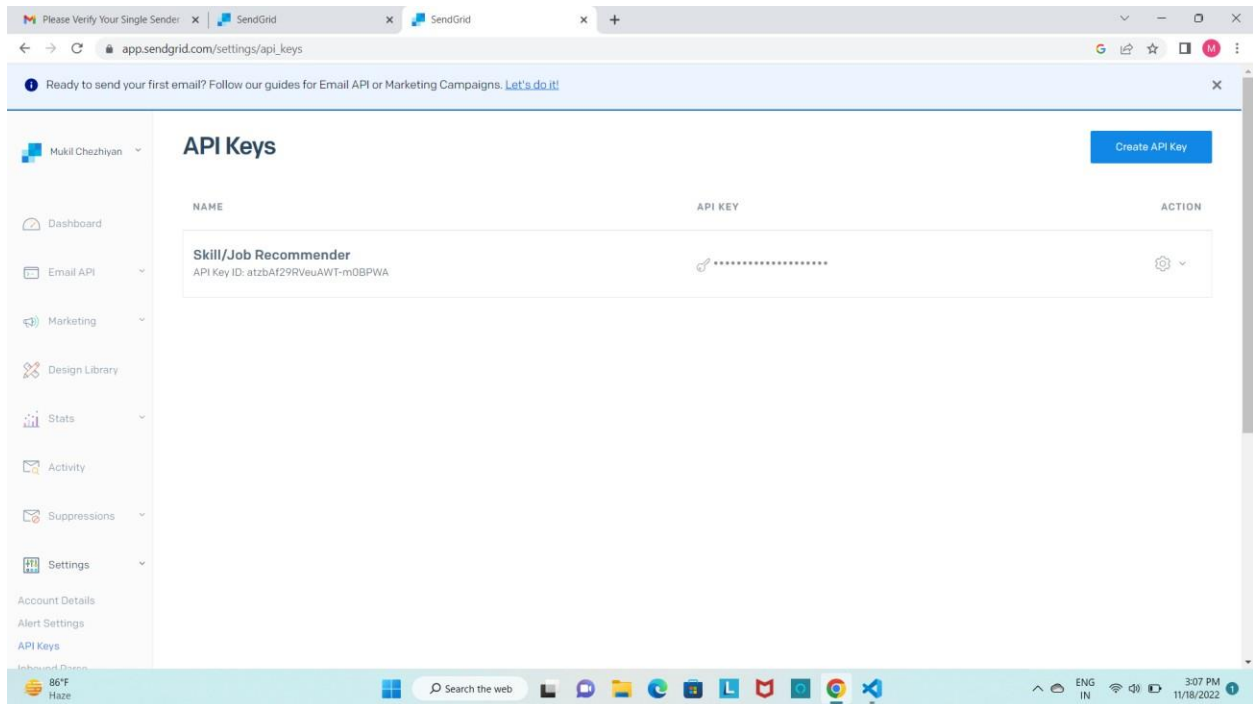 Please Verify Your Single Sender
SendGrid
SendGrid
app.sendgrid.com/settings/api_keys
Ready to send your first email? Follow our guides for Email API or Marketing Campaigns. Let's do it!
Mukil Chezhiyan
API Keys
Create API Key
NAME API KEY ACTION
Dashboard
Skill/Job Recommender
API Key ID: atzbAf29RVeuAWT-m0BPWA
••••••••••••••••••••
Email API
Marketing
Design Library
Stats
Activity
Suppressions
Settings
Account Details
Alert Settings
API Keys
Inbound Parse
86°F
Haze
Search the web
ENG
IN
3:07 PM
11/18/2022
1